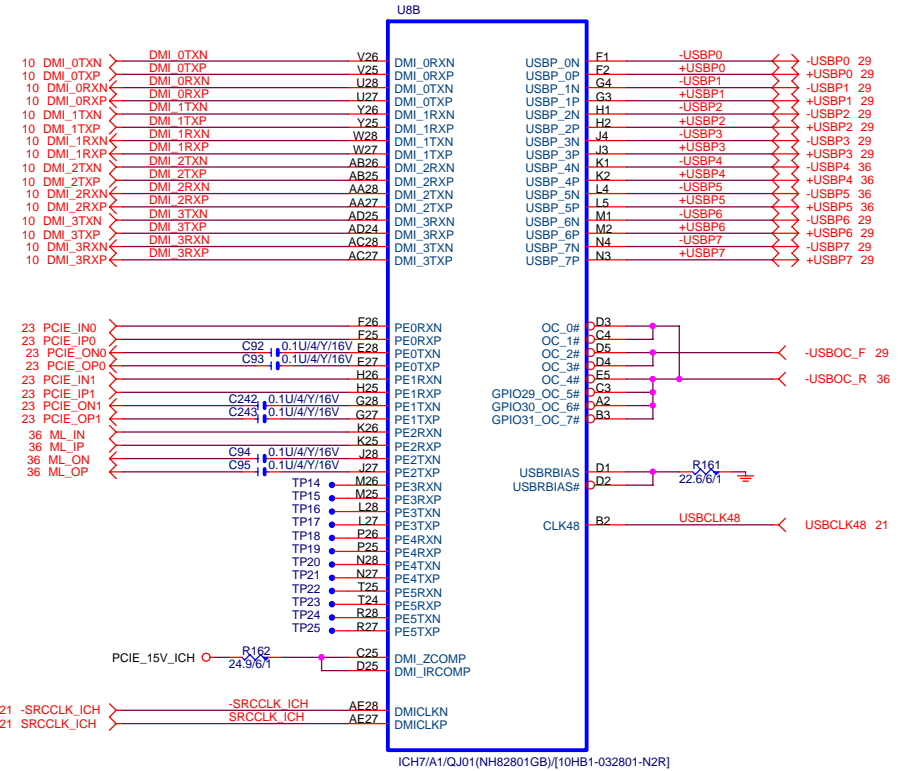 U8B
10 DMI_0TXN DMI_0TXN V26 DMI_0RXN USBP_0N F1 -USBP0 -USBP0 29
10 DMI_0TXP DMI_0TXP V25 DMI_0RXP USBP_0P F2 +USBP0 +USBP0 29
10 DMI_0RXN DMI_0RXN U28 DMI_0TXN USBP_1N G4 -USBP1 -USBP1 29
10 DMI_0RXP DMI_0RXP U27 DMI_0TXP USBP_1P G3 +USBP1 +USBP1 29
10 DMI_1TXN DMI_1TXN Y26 DMI_1RXN USBP_2N H1 -USBP2 -USBP2 29
10 DMI_1TXP DMI_1TXP Y25 DMI_1RXP USBP_2P H2 +USBP2 +USBP2 29
10 DMI_1RXN DMI_1RXN W28 DMI_1TXN USBP_3N J4 -USBP3 -USBP3 29
10 DMI_1RXP DMI_1RXP W27 DMI_1TXP USBP_3P J3 +USBP3 +USBP3 29
10 DMI_2TXN DMI_2TXN AB26 DMI_2RXN USBP_4N K1 -USBP4 -USBP4 36
10 DMI_2TXP DMI_2TXP AB25 DMI_2RXP USBP_4P K2 +USBP4 +USBP4 36
10 DMI_2RXN DMI_2RXN AA28 DMI_2TXN USBP_5N L4 -USBP5 -USBP5 36
10 DMI_2RXP DMI_2RXP AA27 DMI_2TXP USBP_5P L5 +USBP5 +USBP5 36
10 DMI_3TXN DMI_3TXN AD25 DMI_3RXN USBP_6N M1 -USBP6 -USBP6 29
10 DMI_3TXP DMI_3TXP AD24 DMI_3RXP USBP_6P M2 +USBP6 +USBP6 29
10 DMI_3RXN DMI_3RXN AC28 DMI_3TXN USBP_7N N4 -USBP7 -USBP7 29
10 DMI_3RXP DMI_3RXP AC27 DMI_3TXP USBP_7P N3 +USBP7 +USBP7 29
23 PCIE_IN0 F26 PE0RXN OC_0# D3
23 PCIE_IP0 F25 PE0RXP OC_1# C4
23 PCIE_ON0 C92 0.1U/4/Y/16V E28 PE0TXN OC_2# D5 -USBOC_F 29
23 PCIE_OP0 C93 0.1U/4/Y/16V E27 PE0TXP OC_3# D4
23 PCIE_IN1 H26 PE1RXN OC_4# E5 -USBOC_R 36
23 PCIE_IP1 H25 PE1RXP GPIO29_OC_5# C3
23 PCIE_ON1 C242 0.1U/4/Y/16V G28 PE1TXN GPIO30_OC_6# A2
23 PCIE_OP1 C243 0.1U/4/Y/16V G27 PE1TXP GPIO31_OC_7# B3
36 ML_IN K26 PE2RXN
36 ML_IP K25 PE2RXP
36 ML_ON C94 0.1U/4/Y/16V J28 PE2TXN
36 ML_OP C95 0.1U/4/Y/16V J27 PE2TXP USBRBIAS D1 R161
TP14 M26 PE3RXN USBRBIAS# D2 22.6/6/1
TP15 M25 PE3RXP
TP16 L28 PE3TXN
TP17 L27 PE3TXP CLK48 B2 USBCLK48 USBCLK48 21
TP18 P26 PE4RXN
TP19 P25 PE4RXP
TP20 N28 PE4TXN
TP21 N27 PE4TXP
TP22 T25 PE5RXN
TP23 T24 PE5RXP
TP24 R28 PE5TXN
TP25 R27 PE5TXP
PCIE_15V_ICH R162 C25 DMI_ZCOMP
24.9/6/1 D25 DMI_IRCOMP
21 -SRCCLK_ICH -SRCCLK_ICH AE28 DMICLKN
21 SRCCLK_ICH SRCCLK_ICH AE27 DMICLKP
ICH7/A1/QJ01(NH82801GB)/[10HB1-032801-N2R]